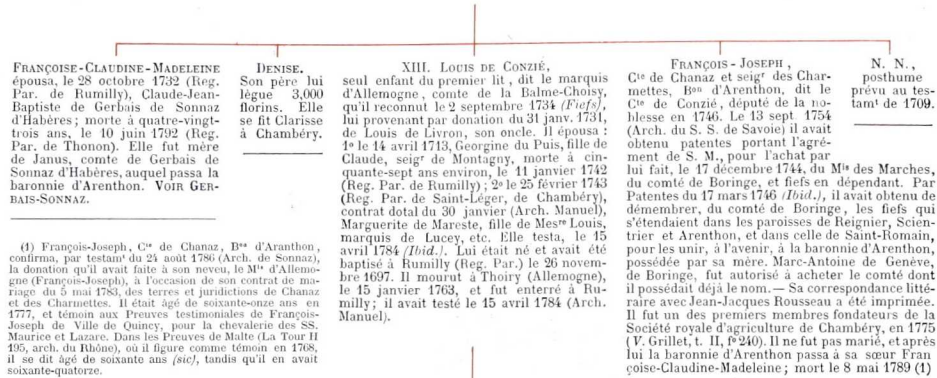 FRANÇOISE-CLAUDINE-MADELEINE
épousa, le 28 octobre 1732 (Reg.
Par. de Rumilly), Claude-Jean-
Baptiste de Gerbais de Sonnaz
d'Habères ; morte à quatre-vingt-
trois ans, le 10 juin 1792 (Reg.
Par. de Thonon). Elle fut mère
de Janus, comte de Gerbais de
Sonnaz d'Habères, auquel passa la
baronnie d'Arenthon. VOIR GER-
BAIS-SONNAZ.
(1) François-Joseph, Cte de Chanaz, Bon d'Aranthon,
confirma, par testamt du 24 août 1786 (Arch. de Sonnaz),
la donation qu'il avait faite à son neveu, le Mis d'Allemo-
gne (François-Joseph), à l'occasion de son contrat de ma-
riage du 5 mai 1783, des terres et juridictions de Chanaz
et des Charmettes. Il était âgé de soixante-onze ans en
1777, et témoin aux Preuves testimoniales de François-
Joseph de Ville de Quincy, pour la chevalerie des SS.
Maurice et Lazare. Dans les Preuves de Malte (La Tour H
195, arch. du Rhône), où il figure comme témoin en 1768,
il se dit âgé de soixante ans (sic), tandis qu'il en avait
soixante-quatorze.
DENISE.
Son père lui
lègue 3,000
florins. Elle
se fit Clarisse
à Chambéry.
XIII. LOUIS DE CONZIÉ,
seul enfant du premier lit, dit le marquis
d'Allemogne, comte de la Balme-Choisy,
qu'il reconnut le 2 septembre 1734 (Fiefs),
lui provenant par donation du 31 janv. 1731,
de Louis de Livron, son oncle. Il épousa :
1º le 14 avril 1713, Georgine du Puis, fille de
Claude, seigr de Montagny, morte à cin-
quante-sept ans environ, le 11 janvier 1742
(Reg. Par. de Rumilly) ; 2º le 25 février 1743
(Reg. Par. de Saint-Léger, de Chambéry),
contrat dotal du 30 janvier (Arch. Manuel),
Marguerite de Mareste, fille de Mesre Louis,
marquis de Lucey, etc. Elle testa, le 15
avril 1784 (Ibid). Lui était né et avait été
baptisé à Rumilly (Reg. Par.) le 26 novem-
bre 1697. Il mourut à Thoiry (Allemogne),
le 15 janvier 1763, et fut enterré à Ru-
milly ; il avait testé le 15 avril 1784 (Arch.
Manuel).
FRANÇOIS - JOSEPH ,
Cte de Chanaz et seigr des Char-
mettes, Bon d'Arenthon, dit le
Cte de Conzié, député de la no-
blesse en 1746. Le 13 sept 1754
(Arch. du S. S. de Savoie) il avait
obtenu patentes portant l'agré-
ment de S. M., pour l'achat par
lui fait, le 17 décembre 1744, du Mis des Marches,
du comté de Boringe, et fiefs en dépendant. Par
Patentes du 17 mars 1746 (Ibid.), il avait obtenu de
démembrer, du comté de Boringe, les fiefs qui
s'étendaient dans les paroisses de Reignier, Scien-
trier et Arenthon, et dans celle de Saint-Romain,
pour les unir, à l'avenir, à la baronnie d'Arenthon,
possédée par sa mère. Marc-Antoine de Genève,
de Boringe, fut autorisé à acheter le comté dont
il possédait déjà le nom. — Sa correspondance litté-
raire avec Jean-Jacques Rousseau a été imprimée.
Il fut un des premiers membres fondateurs de la
Société royale d'agriculture de Chambéry, en 1775
(V. Grillet, t. II, fº 240). Il ne fut pas marié, et après
lui la baronnie d'Arenthon passa à sa sœur Fran
çoise-Claudine-Madeleine ; mort le 8 mai 1789 (1)
N. N.,
posthume
prévu au tes-
tamt de 1709.